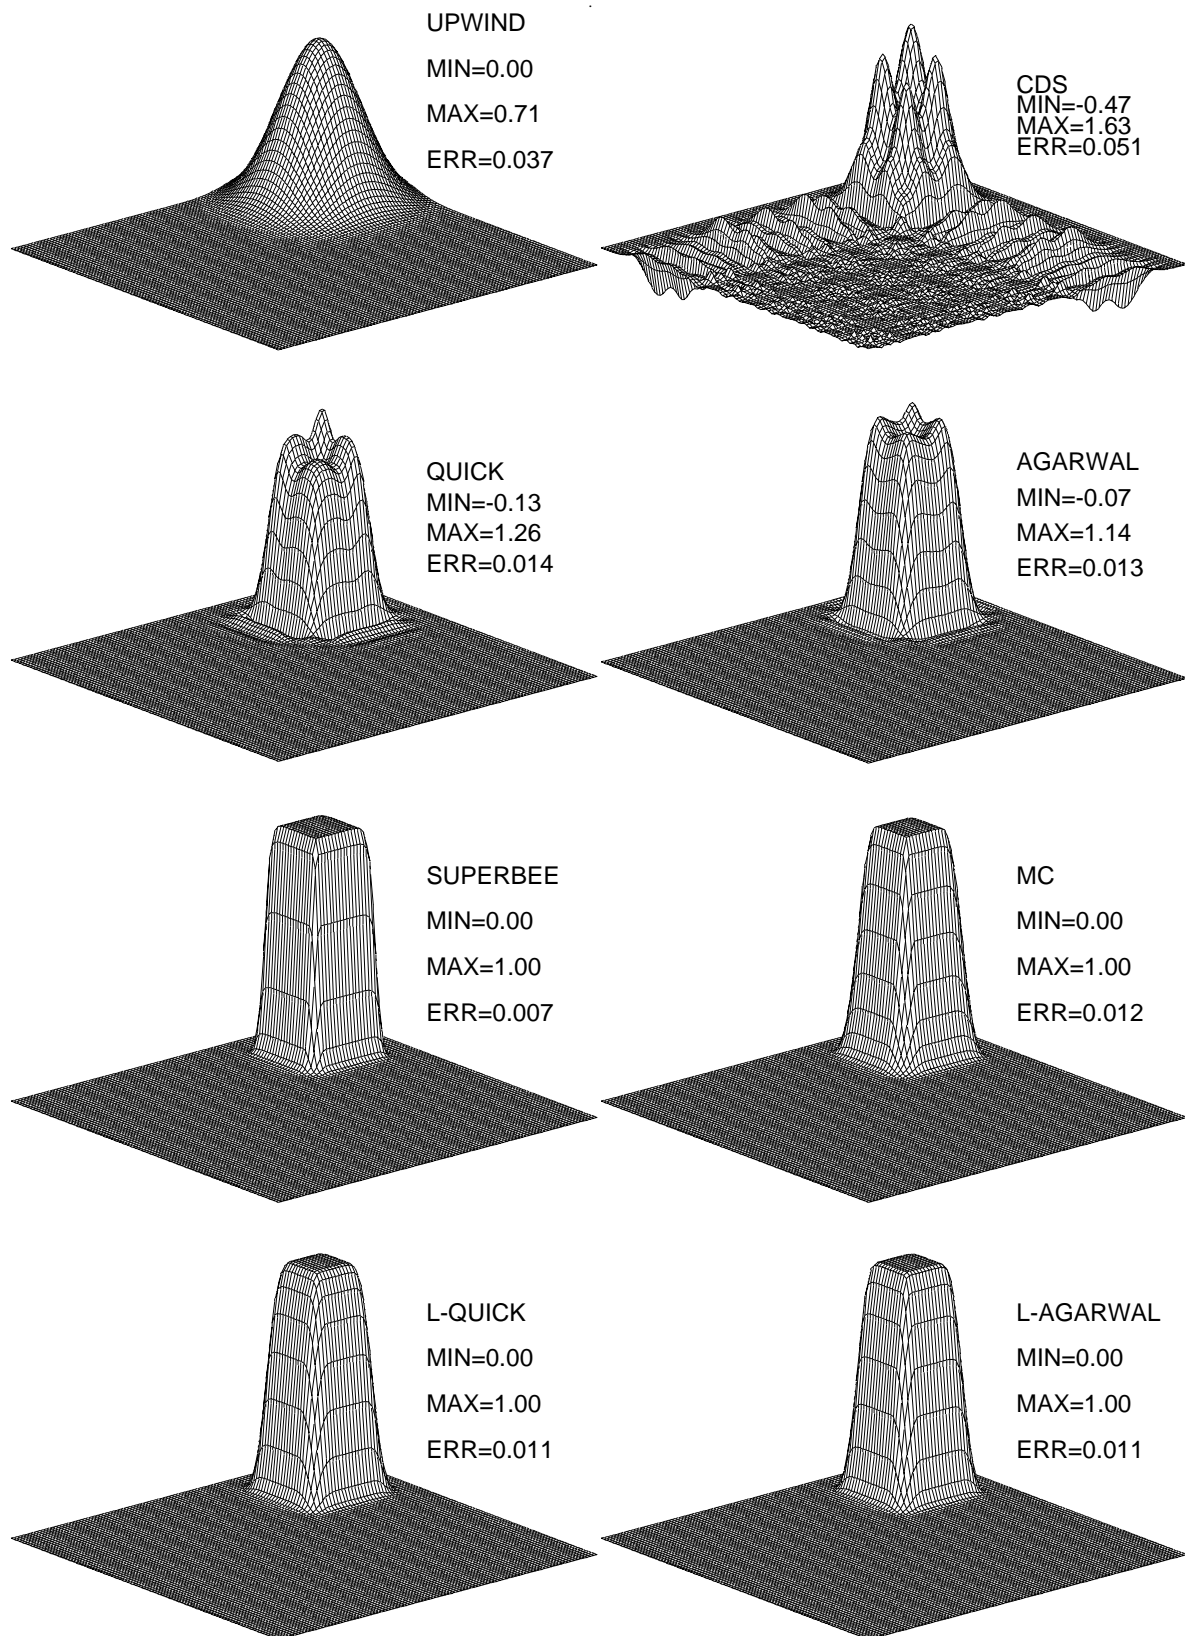 UPWIND
MIN=0.00
MAX=0.71
ERR=0.037
CDS
MIN=-0.47
MAX=1.63
ERR=0.051
QUICK
MIN=-0.13
MAX=1.26
ERR=0.014
AGARWAL
MIN=-0.07
MAX=1.14
ERR=0.013
SUPERBEE
MIN=0.00
MAX=1.00
ERR=0.007
MC
MIN=0.00
MAX=1.00
ERR=0.012
L-QUICK
MIN=0.00
MAX=1.00
ERR=0.011
L-AGARWAL
MIN=0.00
MAX=1.00
ERR=0.011